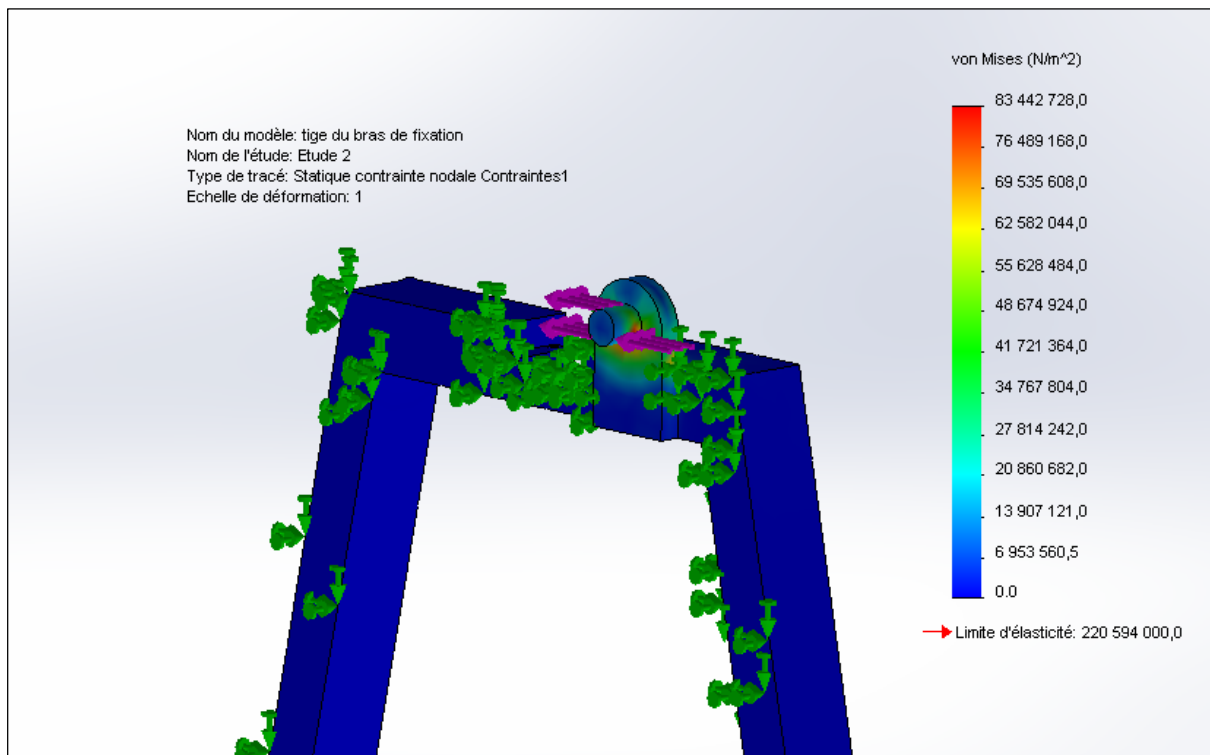 von Mises (N/m^2)
83 442 728,0
76 489 168,0
69 535 608,0
62 582 044,0
55 628 484,0
48 674 924,0
41 721 364,0
34 767 804,0
27 814 242,0
20 860 682,0
13 907 121,0
6 953 560,5
0.0
Limite d'élasticité: 220 594 000,0
Nom du modèle: tige du bras de fixation
Nom de l'étude: Etude 2
Type de tracé: Statique contrainte nodale Contraintes1
Echelle de déformation: 1